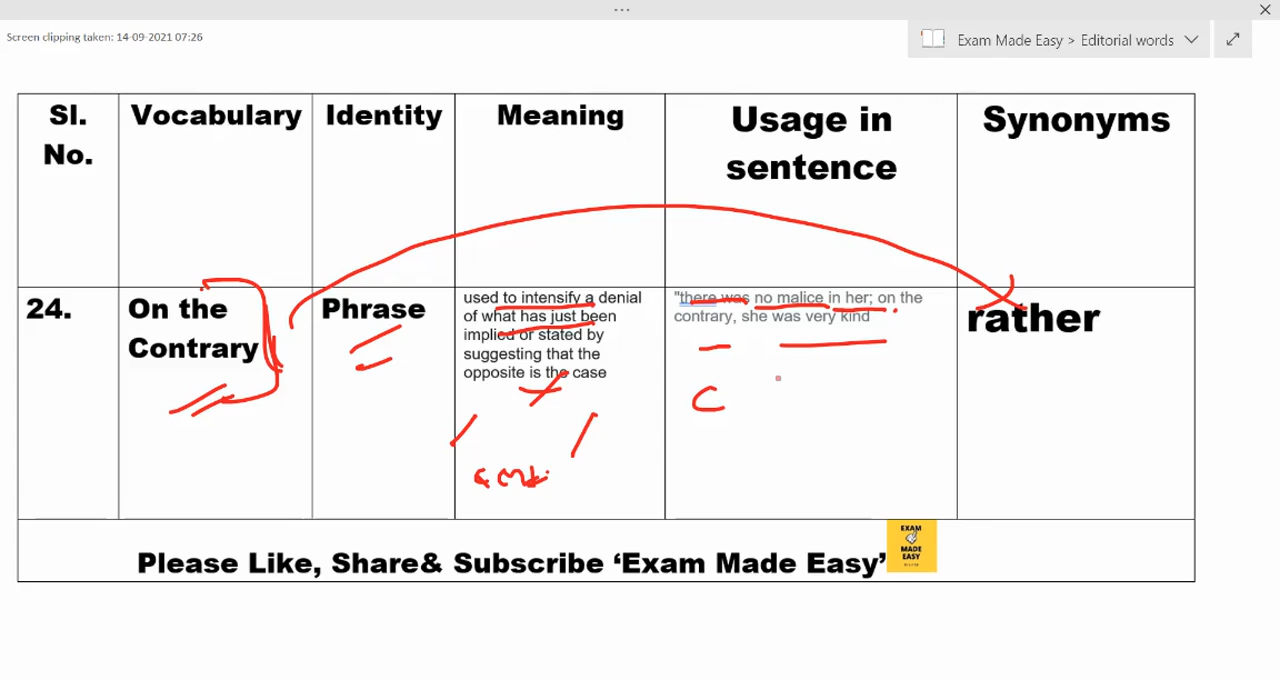 Screen clipping taken: 14-09-2021 07:26
Exam Made Easy > Editorial words
Sl.
No.
Vocabulary
Identity
Meaning
Usage in
sentence
Synonyms
24.
On the
Contrary
Phrase
used to intensify a denial
of what has just been
implied or stated by
suggesting that the
opposite is the case
"there was no malice in her; on the
contrary, she was very kind
rather
Please Like, Share& Subscribe ‘Exam Made Easy’
EXAM
MADE
EASY